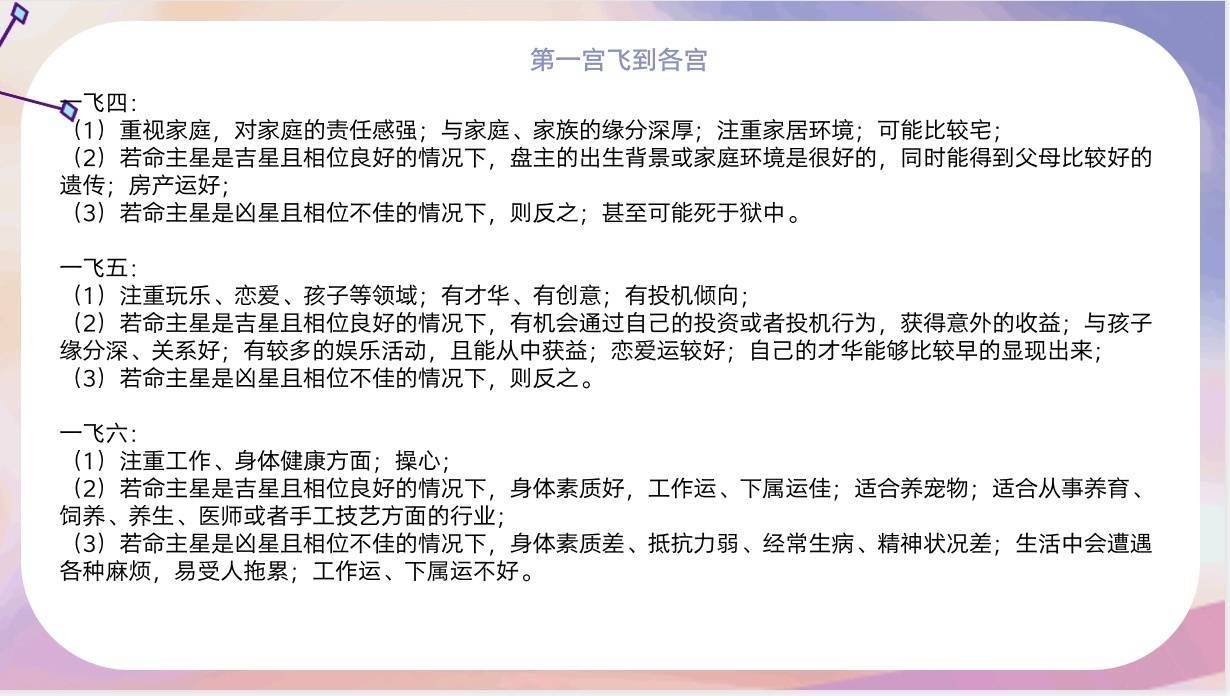 第一宫飞到各宫
一飞四：
（1）重视家庭，对家庭的责任感强；与家庭、家族的缘分深厚；注重家居环境；可能比较宅；
（2）若命主星是吉星且相位良好的情况下，盘主的出生背景或家庭环境是很好的，同时能得到父母比较好的
遗传；房产运好；
（3）若命主星是凶星且相位不佳的情况下，则反之；甚至可能死于狱中。
一飞五：
（1）注重玩乐、恋爱、孩子等领域；有才华、有创意；有投机倾向；
（2）若命主星是吉星且相位良好的情况下，有机会通过自己的投资或者投机行为，获得意外的收益；与孩子
缘分深、关系好；有较多的娱乐活动，且能从中获益；恋爱运较好；自己的才华能够比较早的显现出来；
（3）若命主星是凶星且相位不佳的情况下，则反之。
一飞六：
（1）注重工作、身体健康方面；操心；
（2）若命主星是吉星且相位良好的情况下，身体素质好，工作运、下属运佳；适合养宠物；适合从事养育、
饲养、养生、医师或者手工技艺方面的行业；
（3）若命主星是凶星且相位不佳的情况下，身体素质差、抵抗力弱、经常生病、精神状况差；生活中会遭遇
各种麻烦，易受人拖累；工作运、下属运不好。